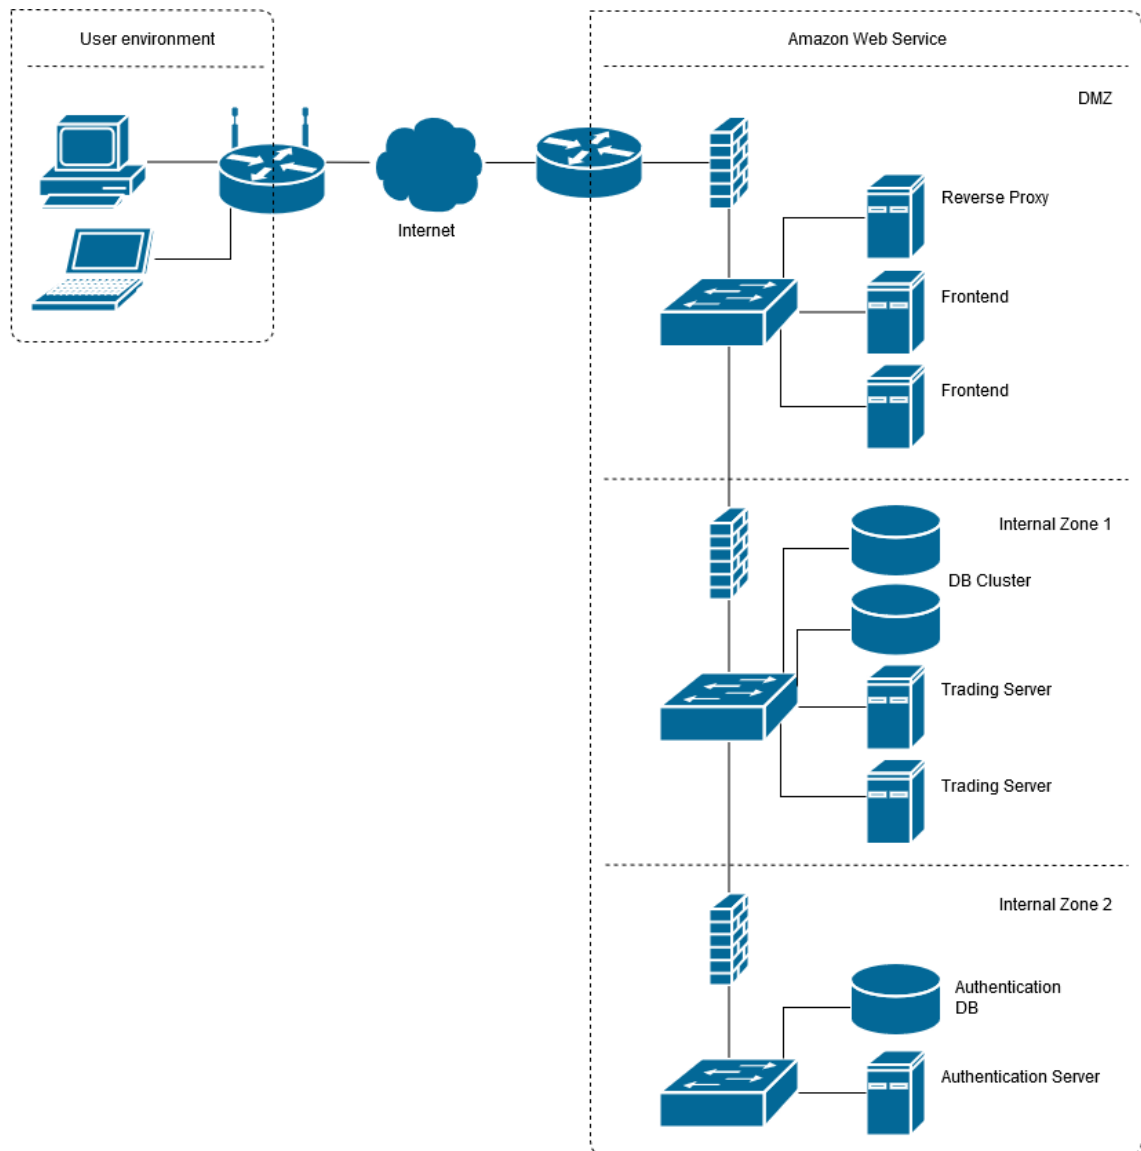 User environment
Amazon Web Service
DMZ
Internet
Reverse Proxy
Frontend
Frontend
Internal Zone 1
DB Cluster
Trading Server
Trading Server
Internal Zone 2
Authentication
DB
Authentication Server